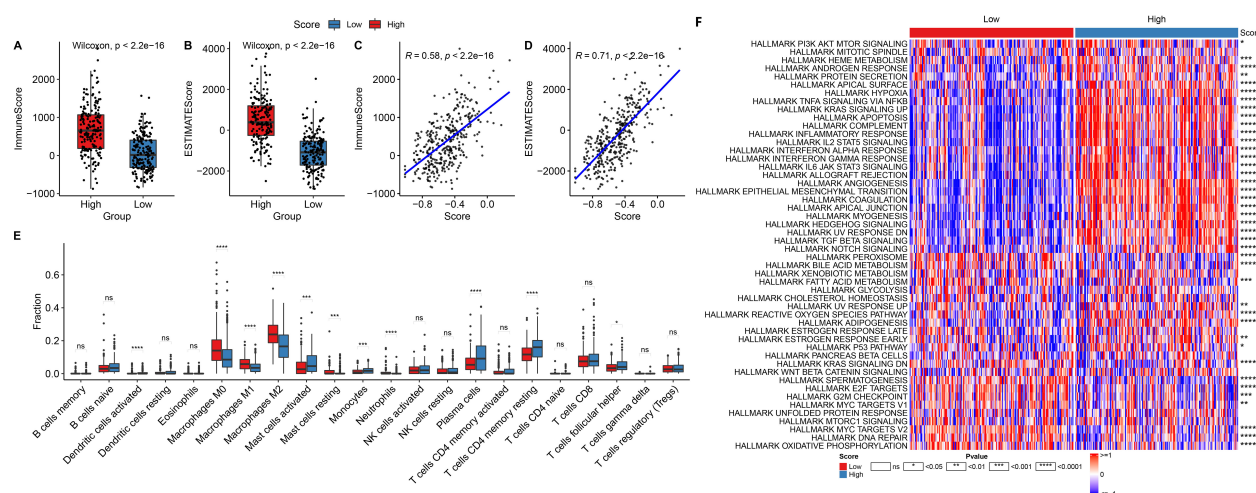 Score Low High
A
Wilcoxon, p < 2.2e−16
ImmuneScore
2000
1000
0
−1000
High Low
Group
B
Wilcoxon, p < 2.2e−16
ESTIMATEScore
4000
2000
0
−2000
High Low
Group
C
R = 0.58, p < 2.2e−16
ImmuneScore
2000
1000
0
−1000
−0.8 −0.4 0.0
Score
D
R = 0.71, p < 2.2e−16
ESTIMATEScore
4000
2000
0
−2000
−0.8 −0.4 0.0
Score
E
Fraction
0.6
0.4
0.2
0.0
ns ns **** ns ns **** **** **** *** *** *** **** ns ns **** ns **** ns ns * ns ns
B cells memory
B cells naive
Dendritic cells activated
Dendritic cells resting
Eosinophils
Macrophages M0
Macrophages M1
Macrophages M2
Mast cells activated
Mast cells resting
Monocytes
Neutrophils
NK cells activated
NK cells resting
Plasma cells
T cells CD4 memory activated
T cells CD4 memory resting
T cells CD4 naive
T cells CD8
T cells follicular helper
T cells gamma delta
T cells regulatory (Tregs)
F
Low High
HALLMARK PI3K AKT MTOR SIGNALING *
HALLMARK MITOTIC SPINDLE
HALLMARK HEME METABOLISM ***
HALLMARK ANDROGEN RESPONSE ****
HALLMARK PROTEIN SECRETION **
HALLMARK APICAL SURFACE ****
HALLMARK HYPOXIA ****
HALLMARK TNFA SIGNALING VIA NFKB ****
HALLMARK KRAS SIGNALING UP ****
HALLMARK APOPTOSIS ****
HALLMARK COMPLEMENT ****
HALLMARK INFLAMMATORY RESPONSE ****
HALLMARK IL2 STAT5 SIGNALING ****
HALLMARK INTERFERON ALPHA RESPONSE ****
HALLMARK INTERFERON GAMMA RESPONSE ****
HALLMARK IL6 JAK STAT3 SIGNALING ****
HALLMARK ALLOGRAFT REJECTION ****
HALLMARK ANGIOGENESIS ****
HALLMARK EPITHELIAL MESENCHYMAL TRANSITION ****
HALLMARK COAGULATION ****
HALLMARK APICAL JUNCTION ****
HALLMARK MYOGENESIS ****
HALLMARK HEDGEHOG SIGNALING ****
HALLMARK UV RESPONSE DN ****
HALLMARK TGF BETA SIGNALING ****
HALLMARK NOTCH SIGNALING ****
HALLMARK PEROXISOME ****
HALLMARK BILE ACID METABOLISM ****
HALLMARK XENOBIOTIC METABOLISM
HALLMARK FATTY ACID METABOLISM ***
HALLMARK GLYCOLYSIS
HALLMARK CHOLESTEROL HOMEOSTASIS
HALLMARK UV RESPONSE UP **
HALLMARK REACTIVE OXYGEN SPECIES PATHWAY ****
HALLMARK ADIPOGENESIS ****
HALLMARK ESTROGEN RESPONSE LATE
HALLMARK ESTROGEN RESPONSE EARLY **
HALLMARK P53 PATHWAY *
HALLMARK PANCREAS BETA CELLS
HALLMARK KRAS SIGNALING DN ****
HALLMARK WNT BETA CATENIN SIGNALING
HALLMARK SPERMATOGENESIS ****
HALLMARK E2F TARGETS ****
HALLMARK G2M CHECKPOINT ***
HALLMARK MYC TARGETS V1 **
HALLMARK UNFOLDED PROTEIN RESPONSE
HALLMARK MTORC1 SIGNALING
HALLMARK MYC TARGETS V2 ****
HALLMARK DNA REPAIR ****
HALLMARK OXIDATIVE PHOSPHORYLATION ****
Score
Low
High
Pvalue
ns * <0.05 ** <0.01 *** <0.001 **** <0.0001
>=1
0